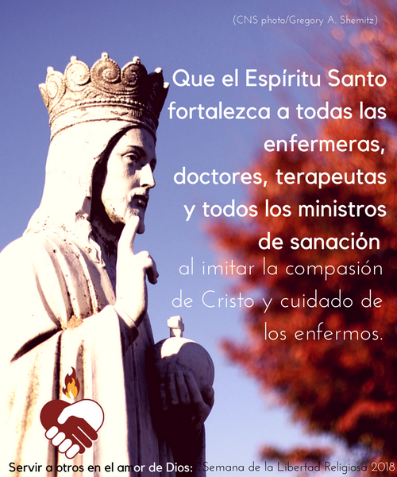 (CNS photo/Gregory A. Shemitz)
Que el Espíritu Santo
fortalezca a todas las
enfermeras,
doctores, terapeutas
y todos los ministros
de sanación
al imitar la compasión
de Cristo y cuidado de
los enfermos.
Servir a otros en el amor de Dios: Semana de la Libertad Religiosa 2018